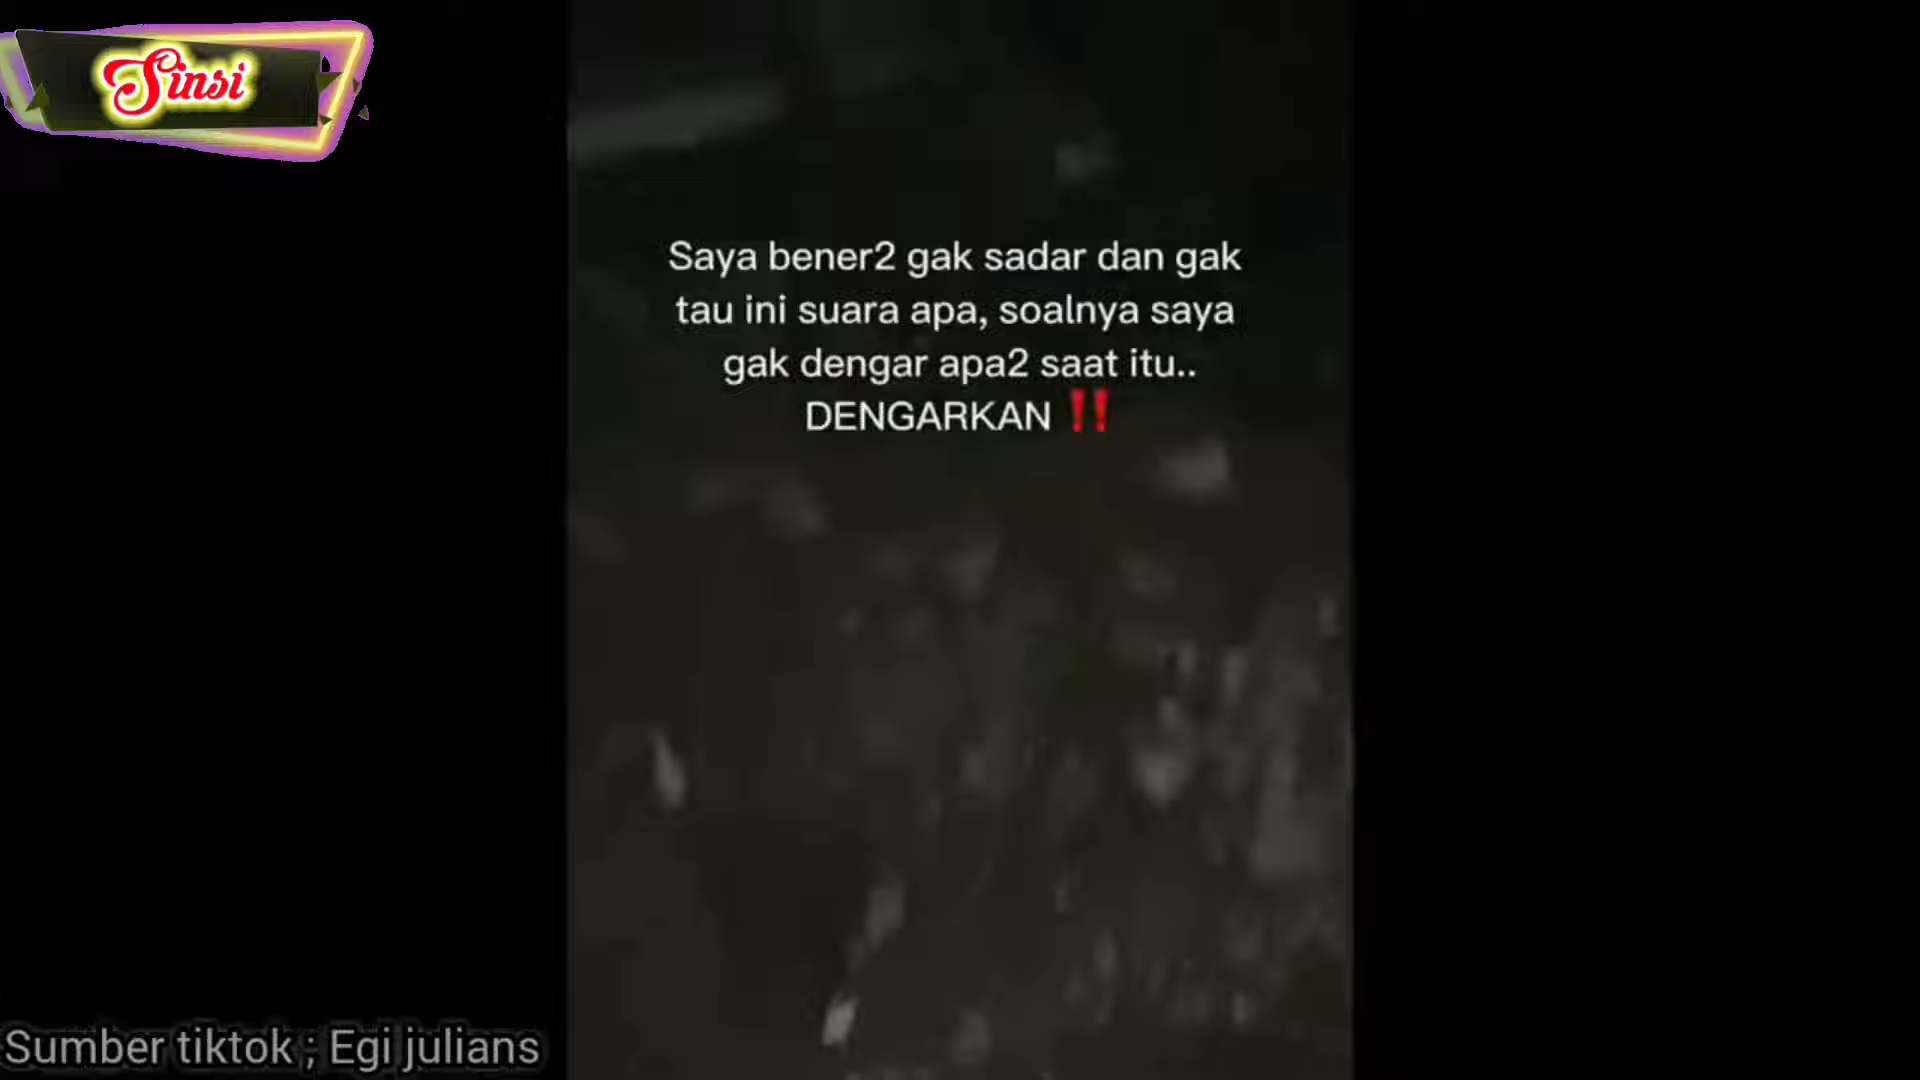 Sinsi
Saya bener2 gak sadar dan gak
tau ini suara apa, soalnya saya
gak dengar apa2 saat itu..
DENGARKAN ‼️
Sumber tiktok ; Egi julians